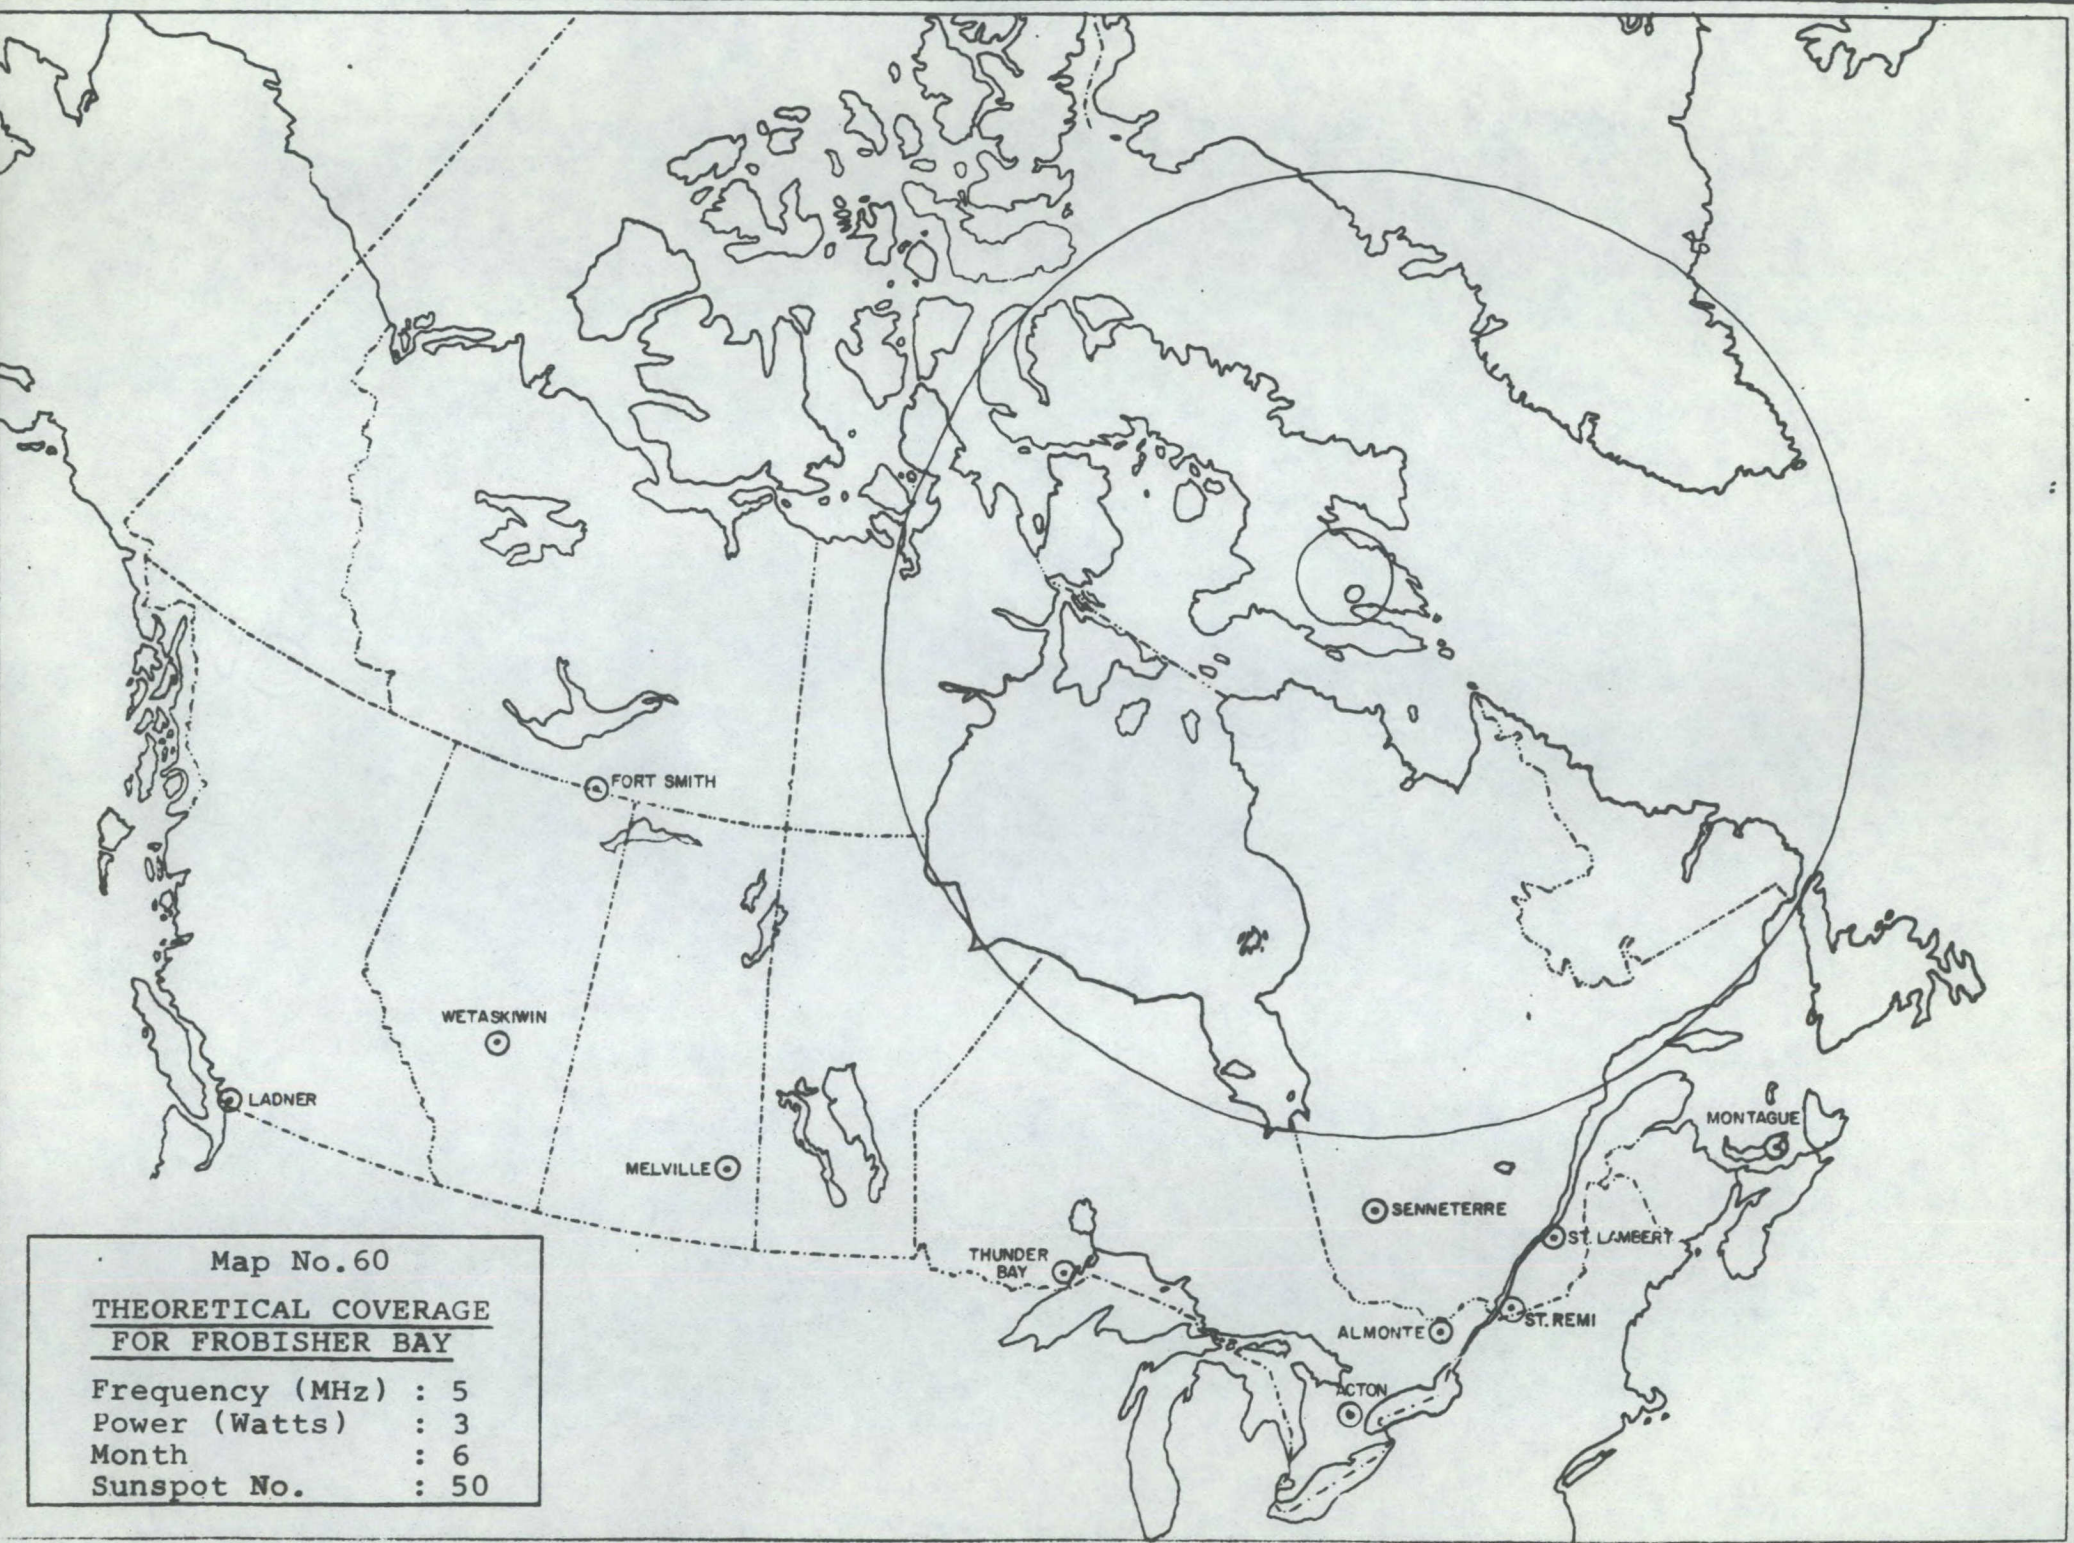 FORT SMITH
WETASKIWIN
LADNER
MELVILLE
MONTAGUE
SENNETERRE
ST. LAMBERT
THUNDER
BAY
ST. REMI
ALMONTE
ACTON
Map No.60
THEORETICAL COVERAGE
FOR FROBISHER BAY
Frequency (MHz) : 5
Power (Watts) : 3
Month : 6
Sunspot No. : 50